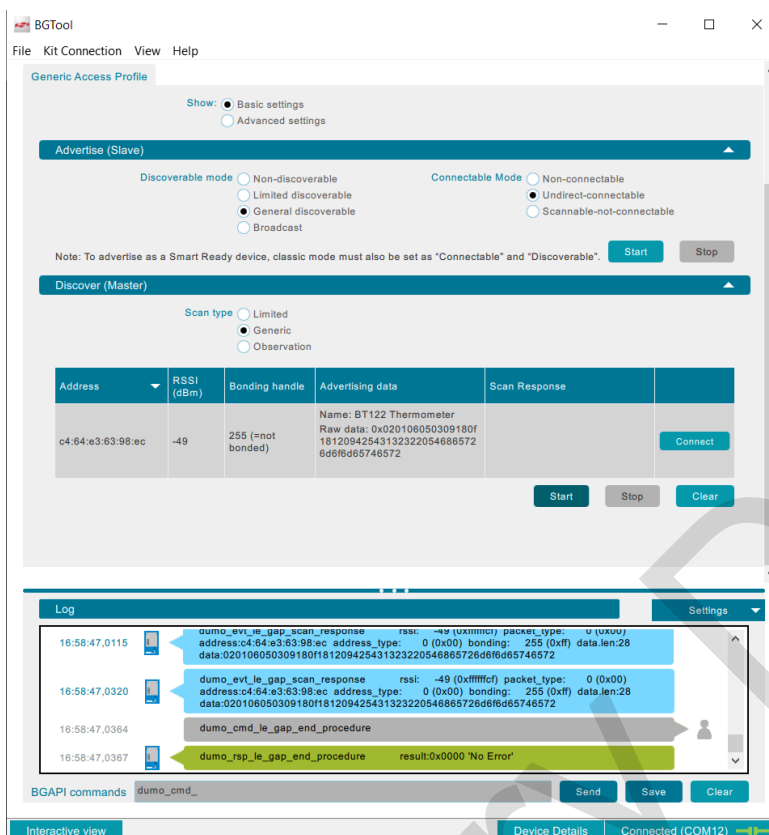 BGTool
File Kit Connection View Help
Generic Access Profile
Show: Basic settings
Advanced settings
Advertise (Slave)
Discoverable mode Non-discoverable Connectable Mode Non-connectable
Limited discoverable Undirect-connectable
General discoverable Scannable-not-connectable
Broadcast
Note: To advertise as a Smart Ready device, classic mode must also be set as "Connectable" and "Discoverable". Start Stop
Discover (Master)
Scan type Limited
Generic
Observation
Address RSSI (dBm) Bonding handle Advertising data Scan Response
Name: BT122 Thermometer
Raw data: 0x020106050309180f
c4:64:e3:63:98:ec -49 255 (=not bonded) 18120942543132322054686572 Connect
6d6f6d65746572
Start Stop Clear
Log Settings
dumo_evt_le_gap_scan_response rssi: -49 (0xffffffcf) packet_type: 0 (0x00)
16:58:47,0115 address:c4:64:e3:63:98:ec address_type: 0 (0x00) bonding: 255 (0xff) data.len:28
data:020106050309180f181209425431323220546865726d6f6d65746572
dumo_evt_le_gap_scan_response rssi: -49 (0xffffffcf) packet_type: 0 (0x00)
16:58:47,0320 address:c4:64:e3:63:98:ec address_type: 0 (0x00) bonding: 255 (0xff) data.len:28
data:020106050309180f181209425431323220546865726d6f6d65746572
16:58:47,0364 dumo_cmd_le_gap_end_procedure
16:58:47,0367 dumo_rsp_le_gap_end_procedure result:0x0000 'No Error'
BGAPI commands dumo_cmd_ Send Save Clear
Interactive view Device Details Connected (COM12)